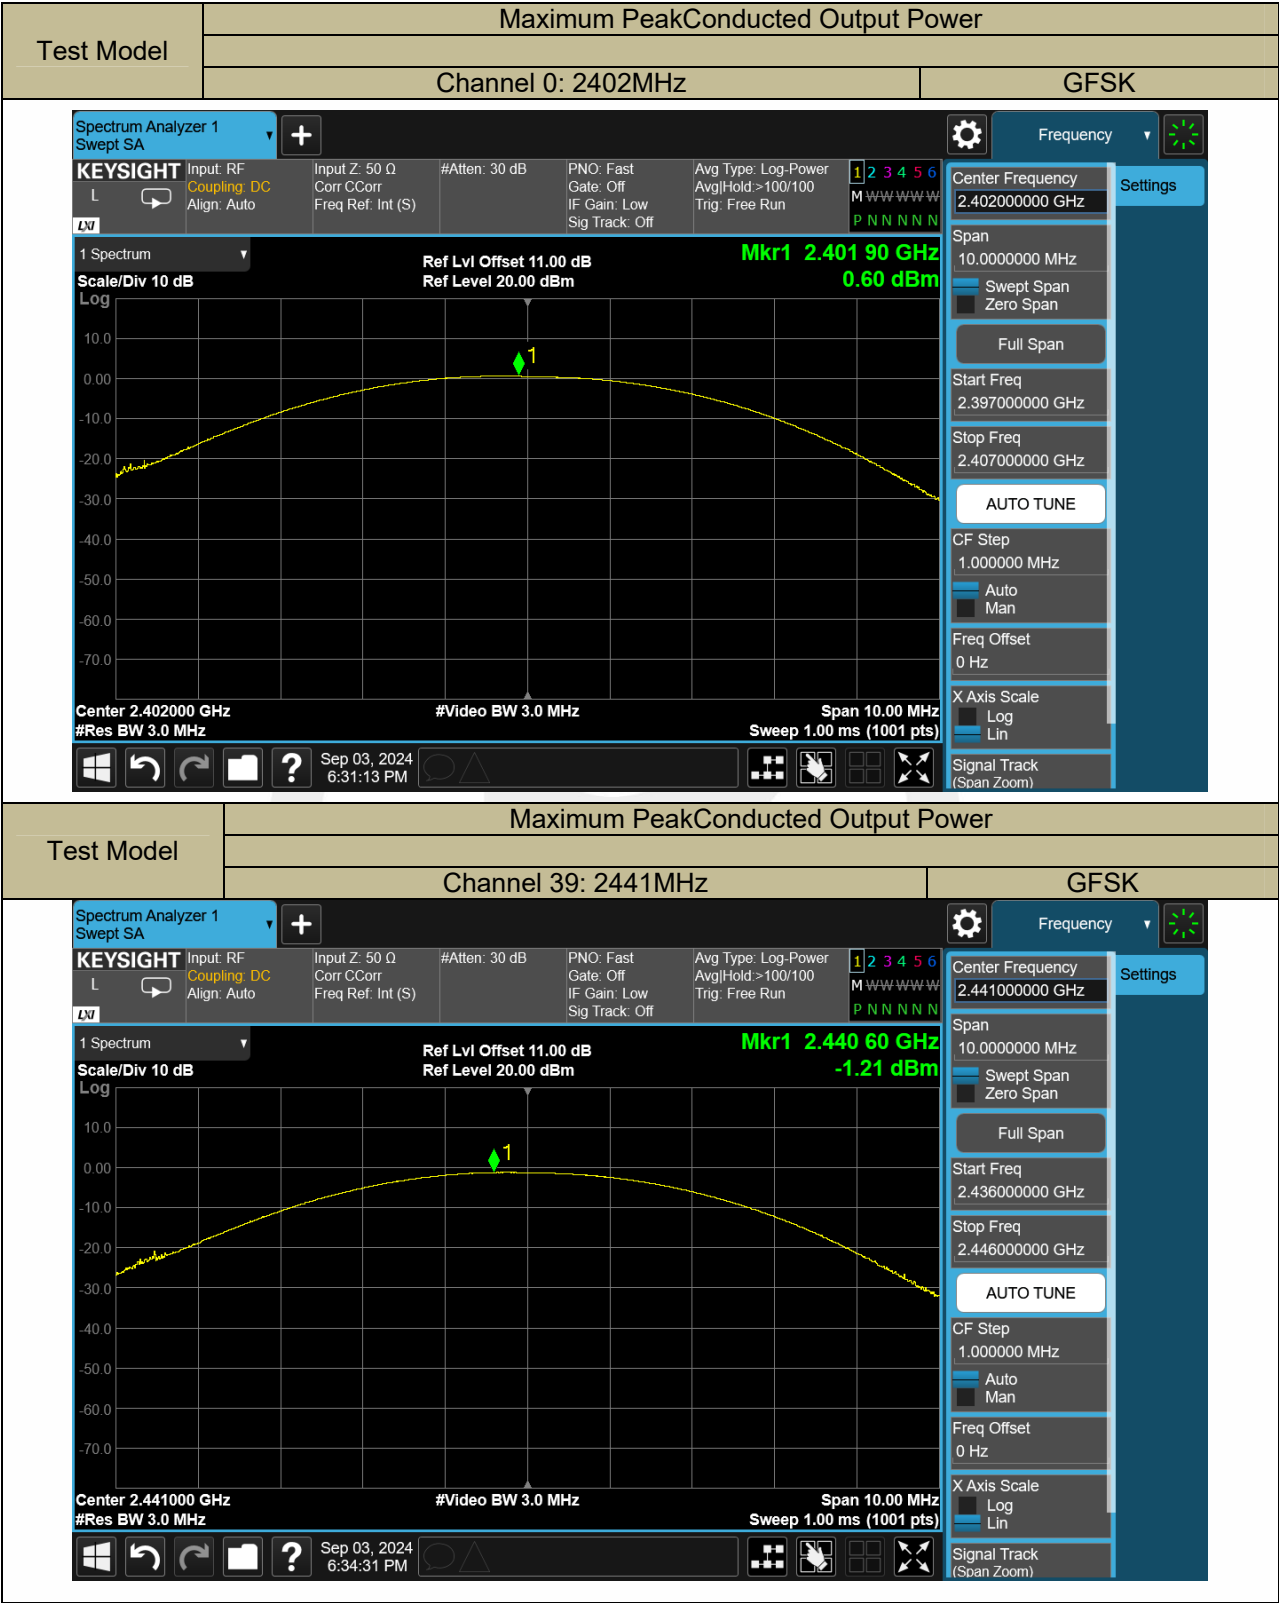 Test Model
Maximum PeakConducted Output Power
Channel 0: 2402MHz
GFSK
Spectrum Analyzer 1
Swept SA
+
Frequency
KEYSIGHT
L
LXI
Input: RF
Coupling: DC
Align: Auto
Input Z: 50 Ω
Corr CCorr
Freq Ref: Int (S)
#Atten: 30 dB
PNO: Fast
Gate: Off
IF Gain: Low
Sig Track: Off
Avg Type: Log-Power
Avg|Hold:>100/100
Trig: Free Run
1 2 3 4 5 6
M W W W W W
P N N N N N
1 Spectrum
Scale/Div 10 dB
Log
Ref Lvl Offset 11.00 dB
Ref Level 20.00 dBm
Mkr1 2.401 90 GHz
0.60 dBm
1
10.0
0.00
-10.0
-20.0
-30.0
-40.0
-50.0
-60.0
-70.0
Center 2.402000 GHz
#Res BW 3.0 MHz
#Video BW 3.0 MHz
Span 10.00 MHz
Sweep 1.00 ms (1001 pts)
?
Sep 03, 2024
6:31:13 PM
Center Frequency
2.402000000 GHz
Span
10.0000000 MHz
Swept Span
Zero Span
Full Span
Start Freq
2.397000000 GHz
Stop Freq
2.407000000 GHz
AUTO TUNE
CF Step
1.000000 MHz
Auto
Man
Freq Offset
0 Hz
X Axis Scale
Log
Lin
Signal Track
(Span Zoom)
Settings
Test Model
Maximum PeakConducted Output Power
Channel 39: 2441MHz
GFSK
Spectrum Analyzer 1
Swept SA
+
Frequency
KEYSIGHT
L
LXI
Input: RF
Coupling: DC
Align: Auto
Input Z: 50 Ω
Corr CCorr
Freq Ref: Int (S)
#Atten: 30 dB
PNO: Fast
Gate: Off
IF Gain: Low
Sig Track: Off
Avg Type: Log-Power
Avg|Hold:>100/100
Trig: Free Run
1 2 3 4 5 6
M W W W W W
P N N N N N
1 Spectrum
Scale/Div 10 dB
Log
Ref Lvl Offset 11.00 dB
Ref Level 20.00 dBm
Mkr1 2.440 60 GHz
-1.21 dBm
1
10.0
0.00
-10.0
-20.0
-30.0
-40.0
-50.0
-60.0
-70.0
Center 2.441000 GHz
#Res BW 3.0 MHz
#Video BW 3.0 MHz
Span 10.00 MHz
Sweep 1.00 ms (1001 pts)
?
Sep 03, 2024
6:34:31 PM
Center Frequency
2.441000000 GHz
Span
10.0000000 MHz
Swept Span
Zero Span
Full Span
Start Freq
2.436000000 GHz
Stop Freq
2.446000000 GHz
AUTO TUNE
CF Step
1.000000 MHz
Auto
Man
Freq Offset
0 Hz
X Axis Scale
Log
Lin
Signal Track
(Span Zoom)
Settings